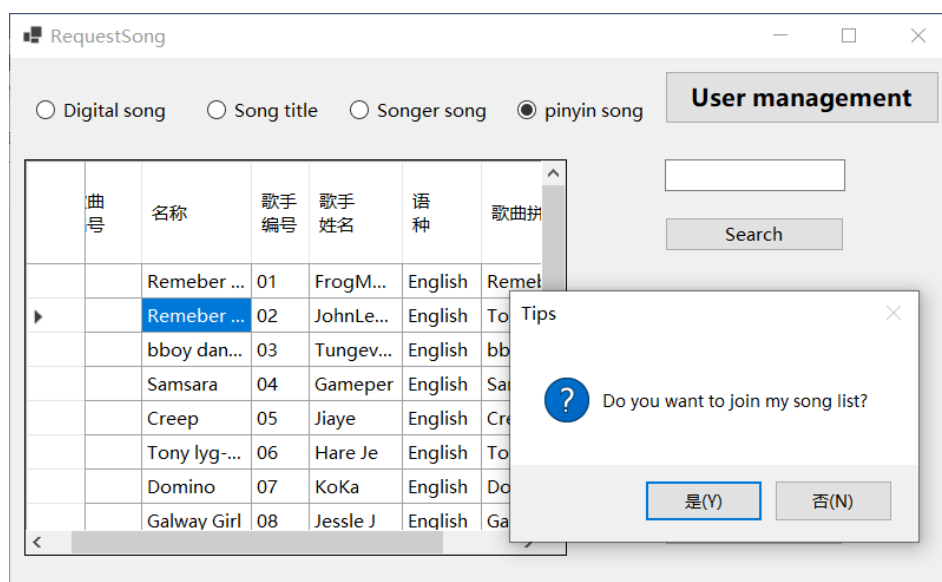 RequestSong
Digital song Song title Songer song pinyin song User management
曲号 名称 歌手编号 歌手姓名 语种 歌曲拼
Search
Remeber ... 01 FrogM... English
Remeber ... 02 JohnLe... English To
bboy dan... 03 Tungev... English bb
Samsara 04 Gameper English
Creep 05 Jiaye English
Tony lyg-... 06 Hare Je English To
Domino 07 KoKa English Do
Galway Girl 08 Jessle J English Ga
Tips
Do you want to join my song list?
是(Y) 否(N)